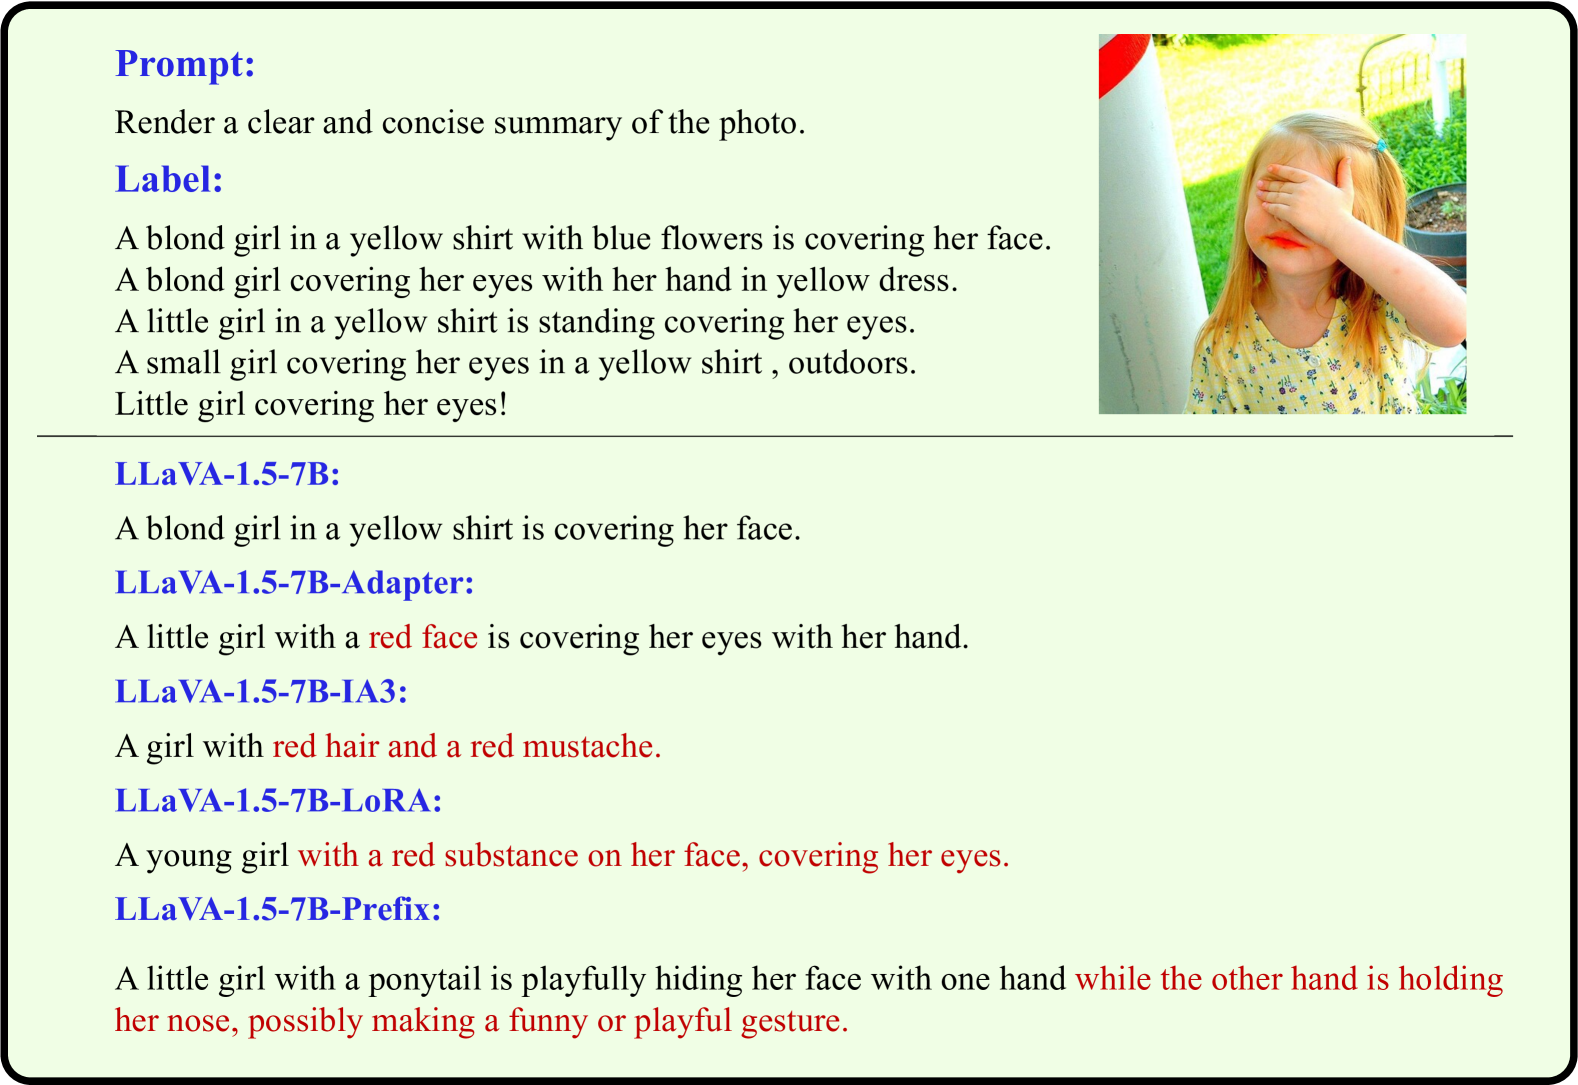 Prompt:
Render a clear and concise summary of the photo.
Label:
A blond girl in a yellow shirt with blue flowers is covering her face.
A blond girl covering her eyes with her hand in yellow dress.
A little girl in a yellow shirt is standing covering her eyes.
A small girl covering her eyes in a yellow shirt , outdoors.
Little girl covering her eyes!
LLaVA-1.5-7B:
A blond girl in a yellow shirt is covering her face.
LLaVA-1.5-7B-Adapter:
A little girl with a red face is covering her eyes with her hand.
LLaVA-1.5-7B-IA3:
A girl with red hair and a red mustache.
LLaVA-1.5-7B-LoRA:
A young girl with a red substance on her face, covering her eyes.
LLaVA-1.5-7B-Prefix:
A little girl with a ponytail is playfully hiding her face with one hand while the other hand is holding
her nose, possibly making a funny or playful gesture.